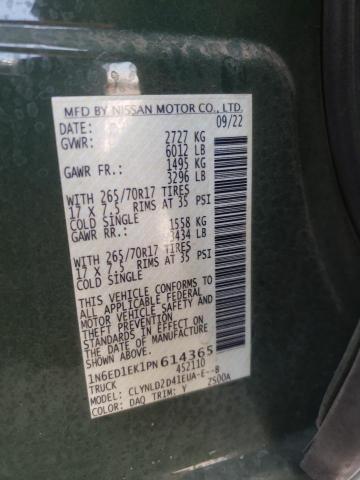 MFD BY NISSAN MOTOR CO., LTD.
DATE: 09/22
GVWR: 2727 KG
6012 LB
GAWR FR: 1495 KG
3296 LB
WITH 265/70R17 TIRES
17 X 7.5 RIMS AT 35 PSI
COLD SINGLE
GAWR RR: 1558 KG
3434 LB
WITH 265/70R17 TIRES
17 X 7.5 RIMS AT 35 PSI
COLD SINGLE
THIS VEHICLE CONFORMS TO
ALL APPLICABLE FEDERAL
MOTOR VEHICLE SAFETY AND
THEFT PREVENTION STANDARDS
IN EFFECT ON THE DATE OF MFR
SHOWN ABOVE.
1N6ED1EK1PN614365
TRUCK 452110
MODEL: CLYNLD2D41EUA-E--B
COLOR: DAQ TRIM: Y 2S00A